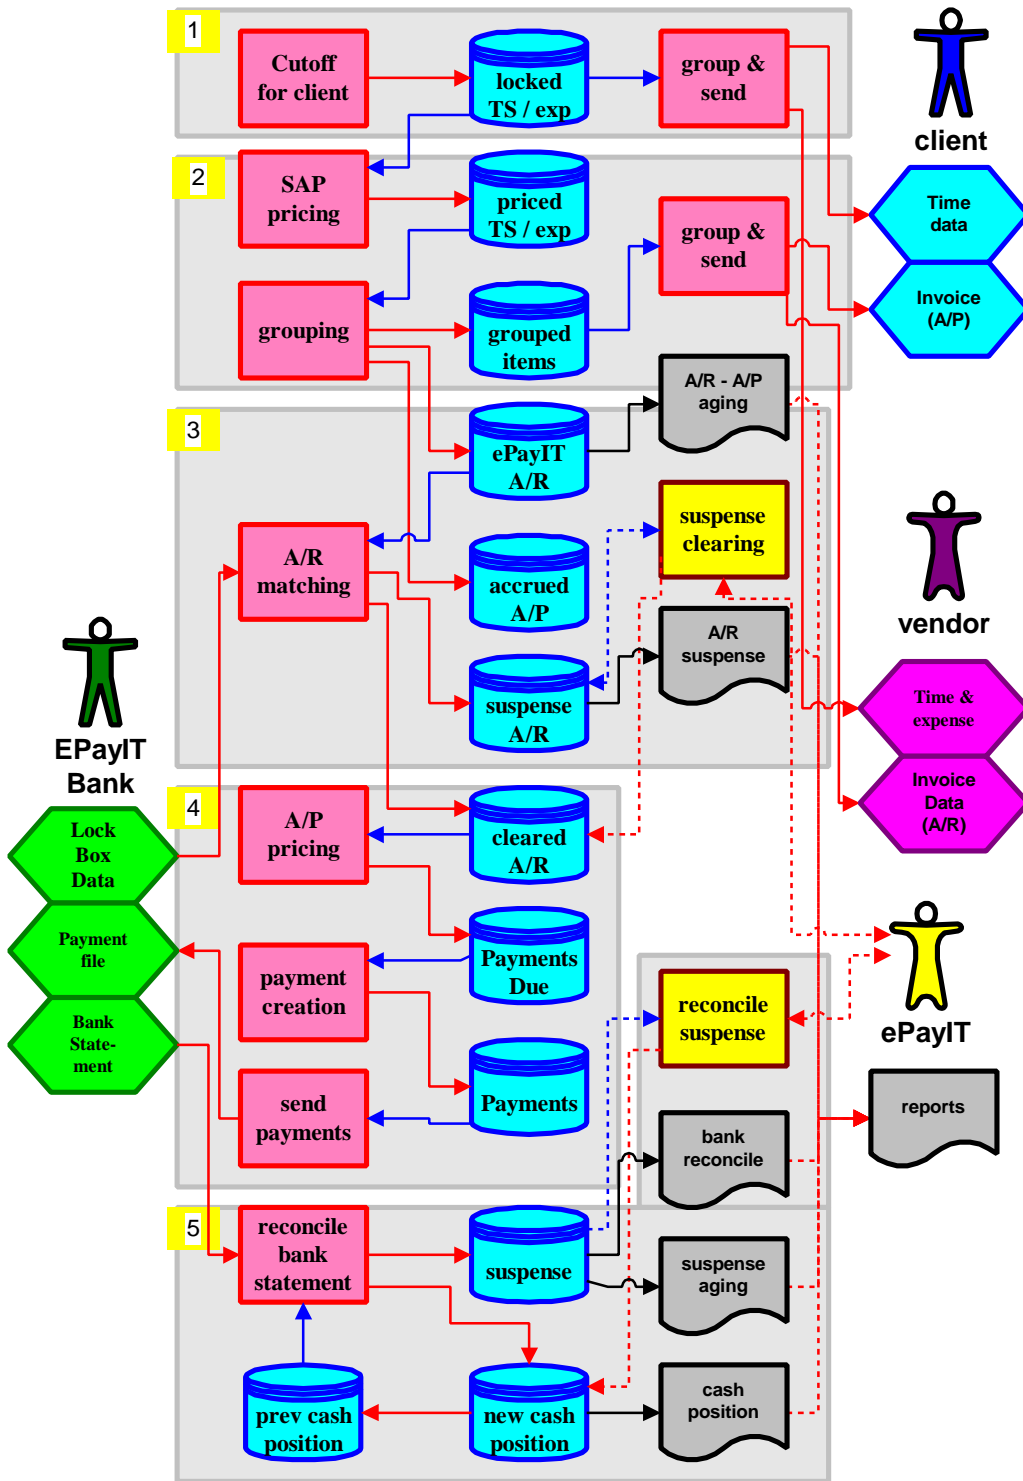 1
Cutoff
for client
locked
TS / exp
group &
send
client
2
SAP
pricing
priced
TS / exp
group &
send
Time
data
Invoice
(A/P)
grouping
grouped
items
A/R - A/P
aging
3
ePayIT
A/R
suspense
clearing
A/R
matching
accrued
A/P
vendor
A/R
suspense
suspense
A/R
Time &
expense
Invoice
Data
(A/R)
EPayIT
Bank
4
Lock
Box
Data
A/P
pricing
cleared
A/R
Payment
file
payment
creation
Payments
Due
reconcile
suspense
ePayIT
Bank
State-
ment
send
payments
Payments
bank
reconcile
reports
5
reconcile
bank
statement
suspense
suspense
aging
prev cash
position
new cash
position
cash
position